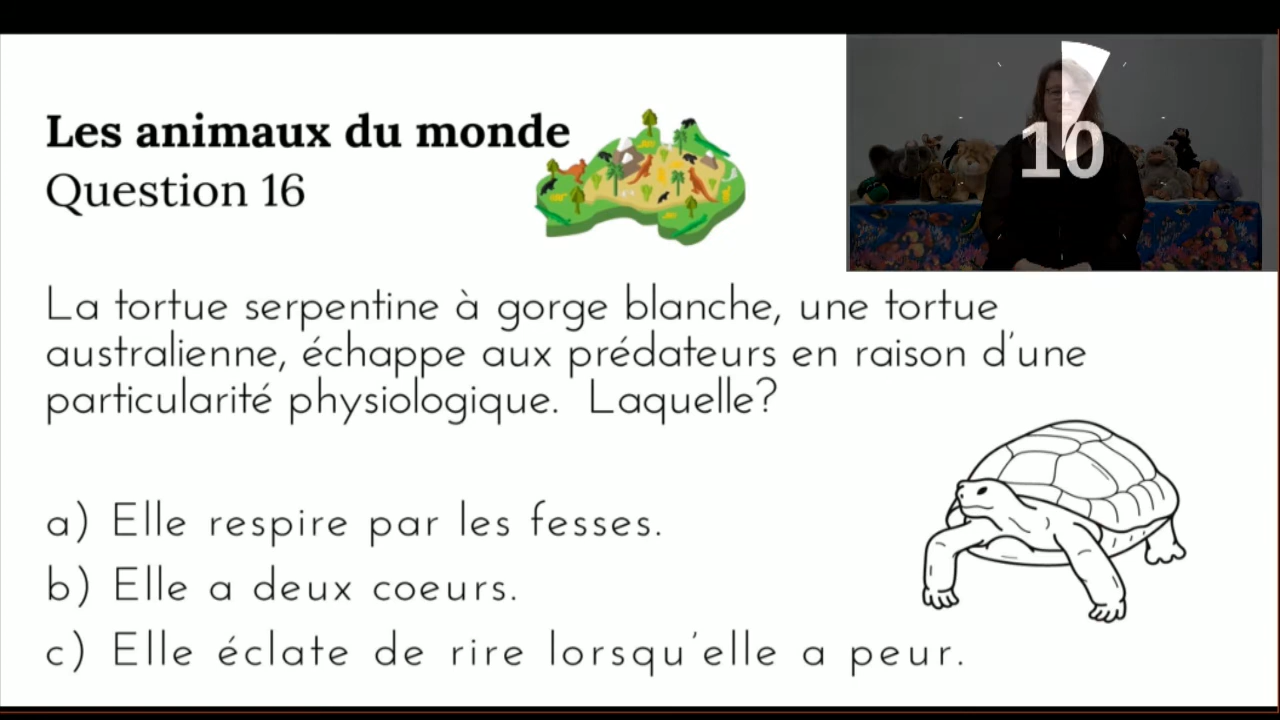 Les animaux du monde
Question 16
10
La tortue serpentine à gorge blanche, une tortue
australienne, échappe aux prédateurs en raison d'une
particularité physiologique. Laquelle?
a) Elle respire par les fesses.
b) Elle a deux coeurs.
c) Elle éclate de rire lorsqu'elle a peur.